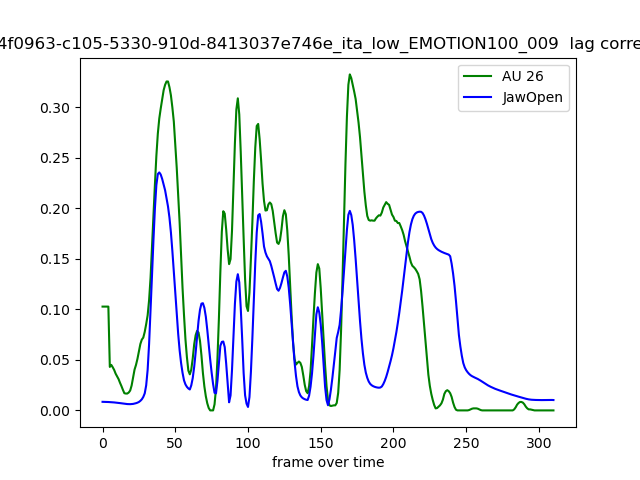 4f0963-c105-5330-910d-8413037e746e_ita_low_EMOTION100_009 lag corre
AU 26
JawOpen
0.30
0.25
0.20
0.15
0.10
0.05
0.00
0 50 100 150 200 250 300
frame over time